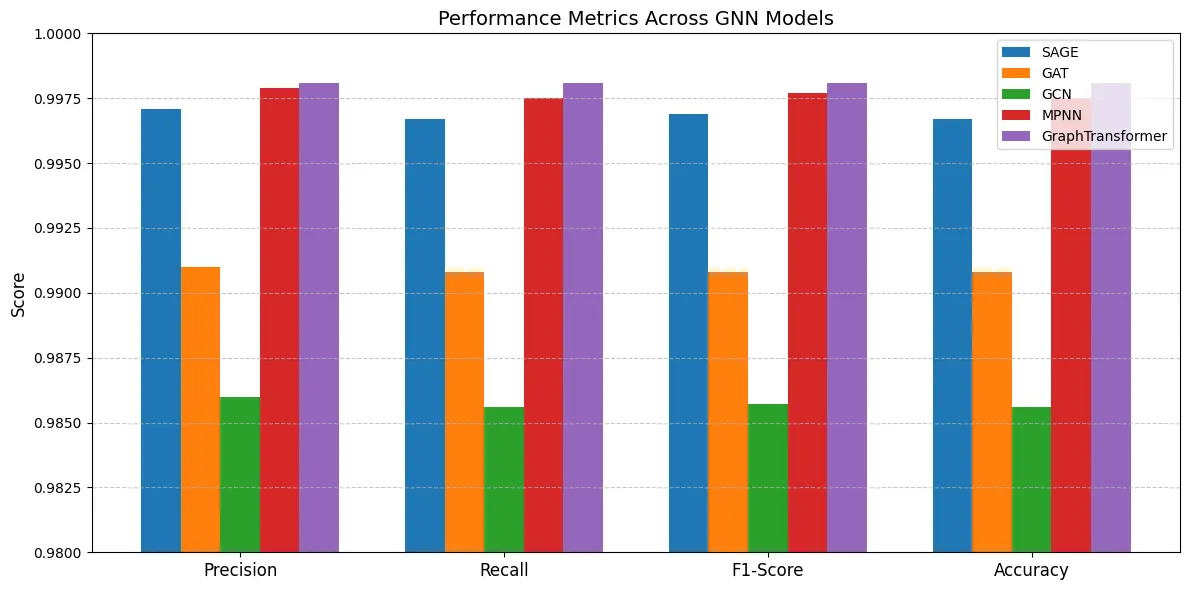 Performance Metrics Across GNN Models
1.0000
0.9975
0.9950
0.9925
0.9900
0.9875
0.9850
0.9825
0.9800
Score
SAGE
GAT
GCN
MPNN
GraphTransformer
Precision
Recall
F1-Score
Accuracy